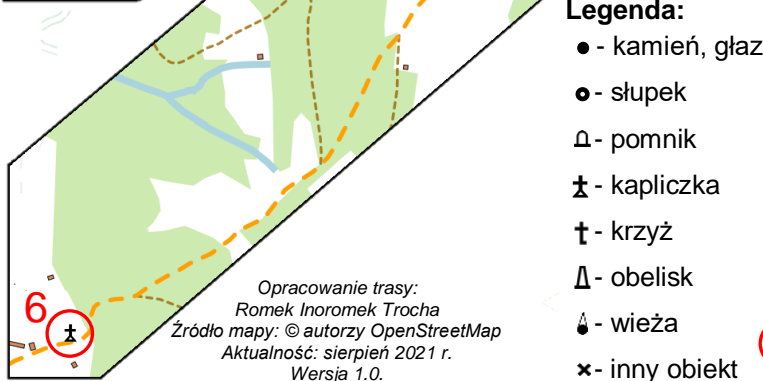 Legenda:
- kamień, głaz
- słupek
- pomnik
- kapliczka
- krzyż
- obelisk
- wieża
- inny obiekt
6
Opracowanie trasy:
Romek Inoromek Trocha
Źródło mapy: © autorzy OpenStreetMap
Aktualność: sierpień 2021 r.
Wersja 1.0.